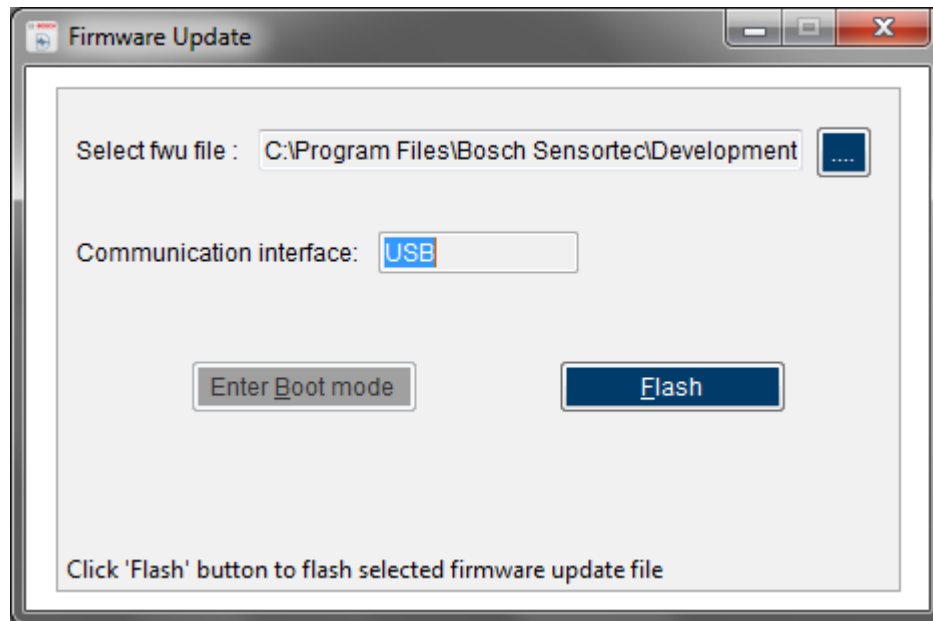 Firmware Update
Select fwu file : C:\Program Files\Bosch Sensortec\Development ....
Communication interface: USB
Enter Boot mode Flash
Click 'Flash' button to flash selected firmware update file